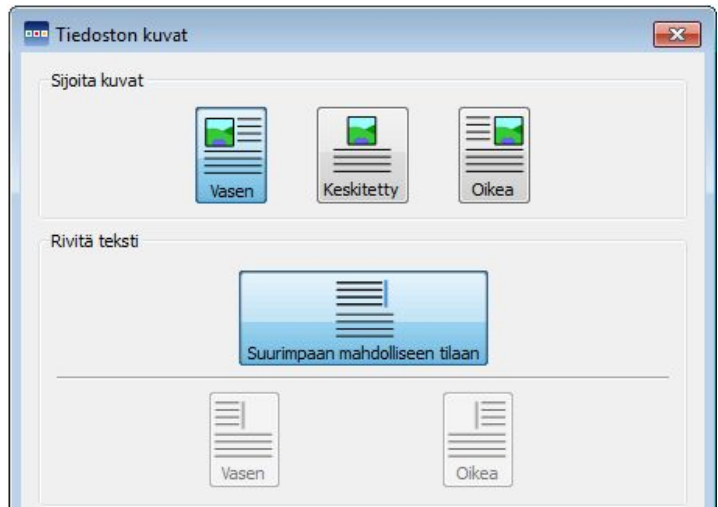 Tiedoston kuvat
Sijoita kuvat
Vasen
Keskitetty
Oikea
Rivitä teksti
Suurimpaan mahdolliseen tilaan
Vasen
Oikea